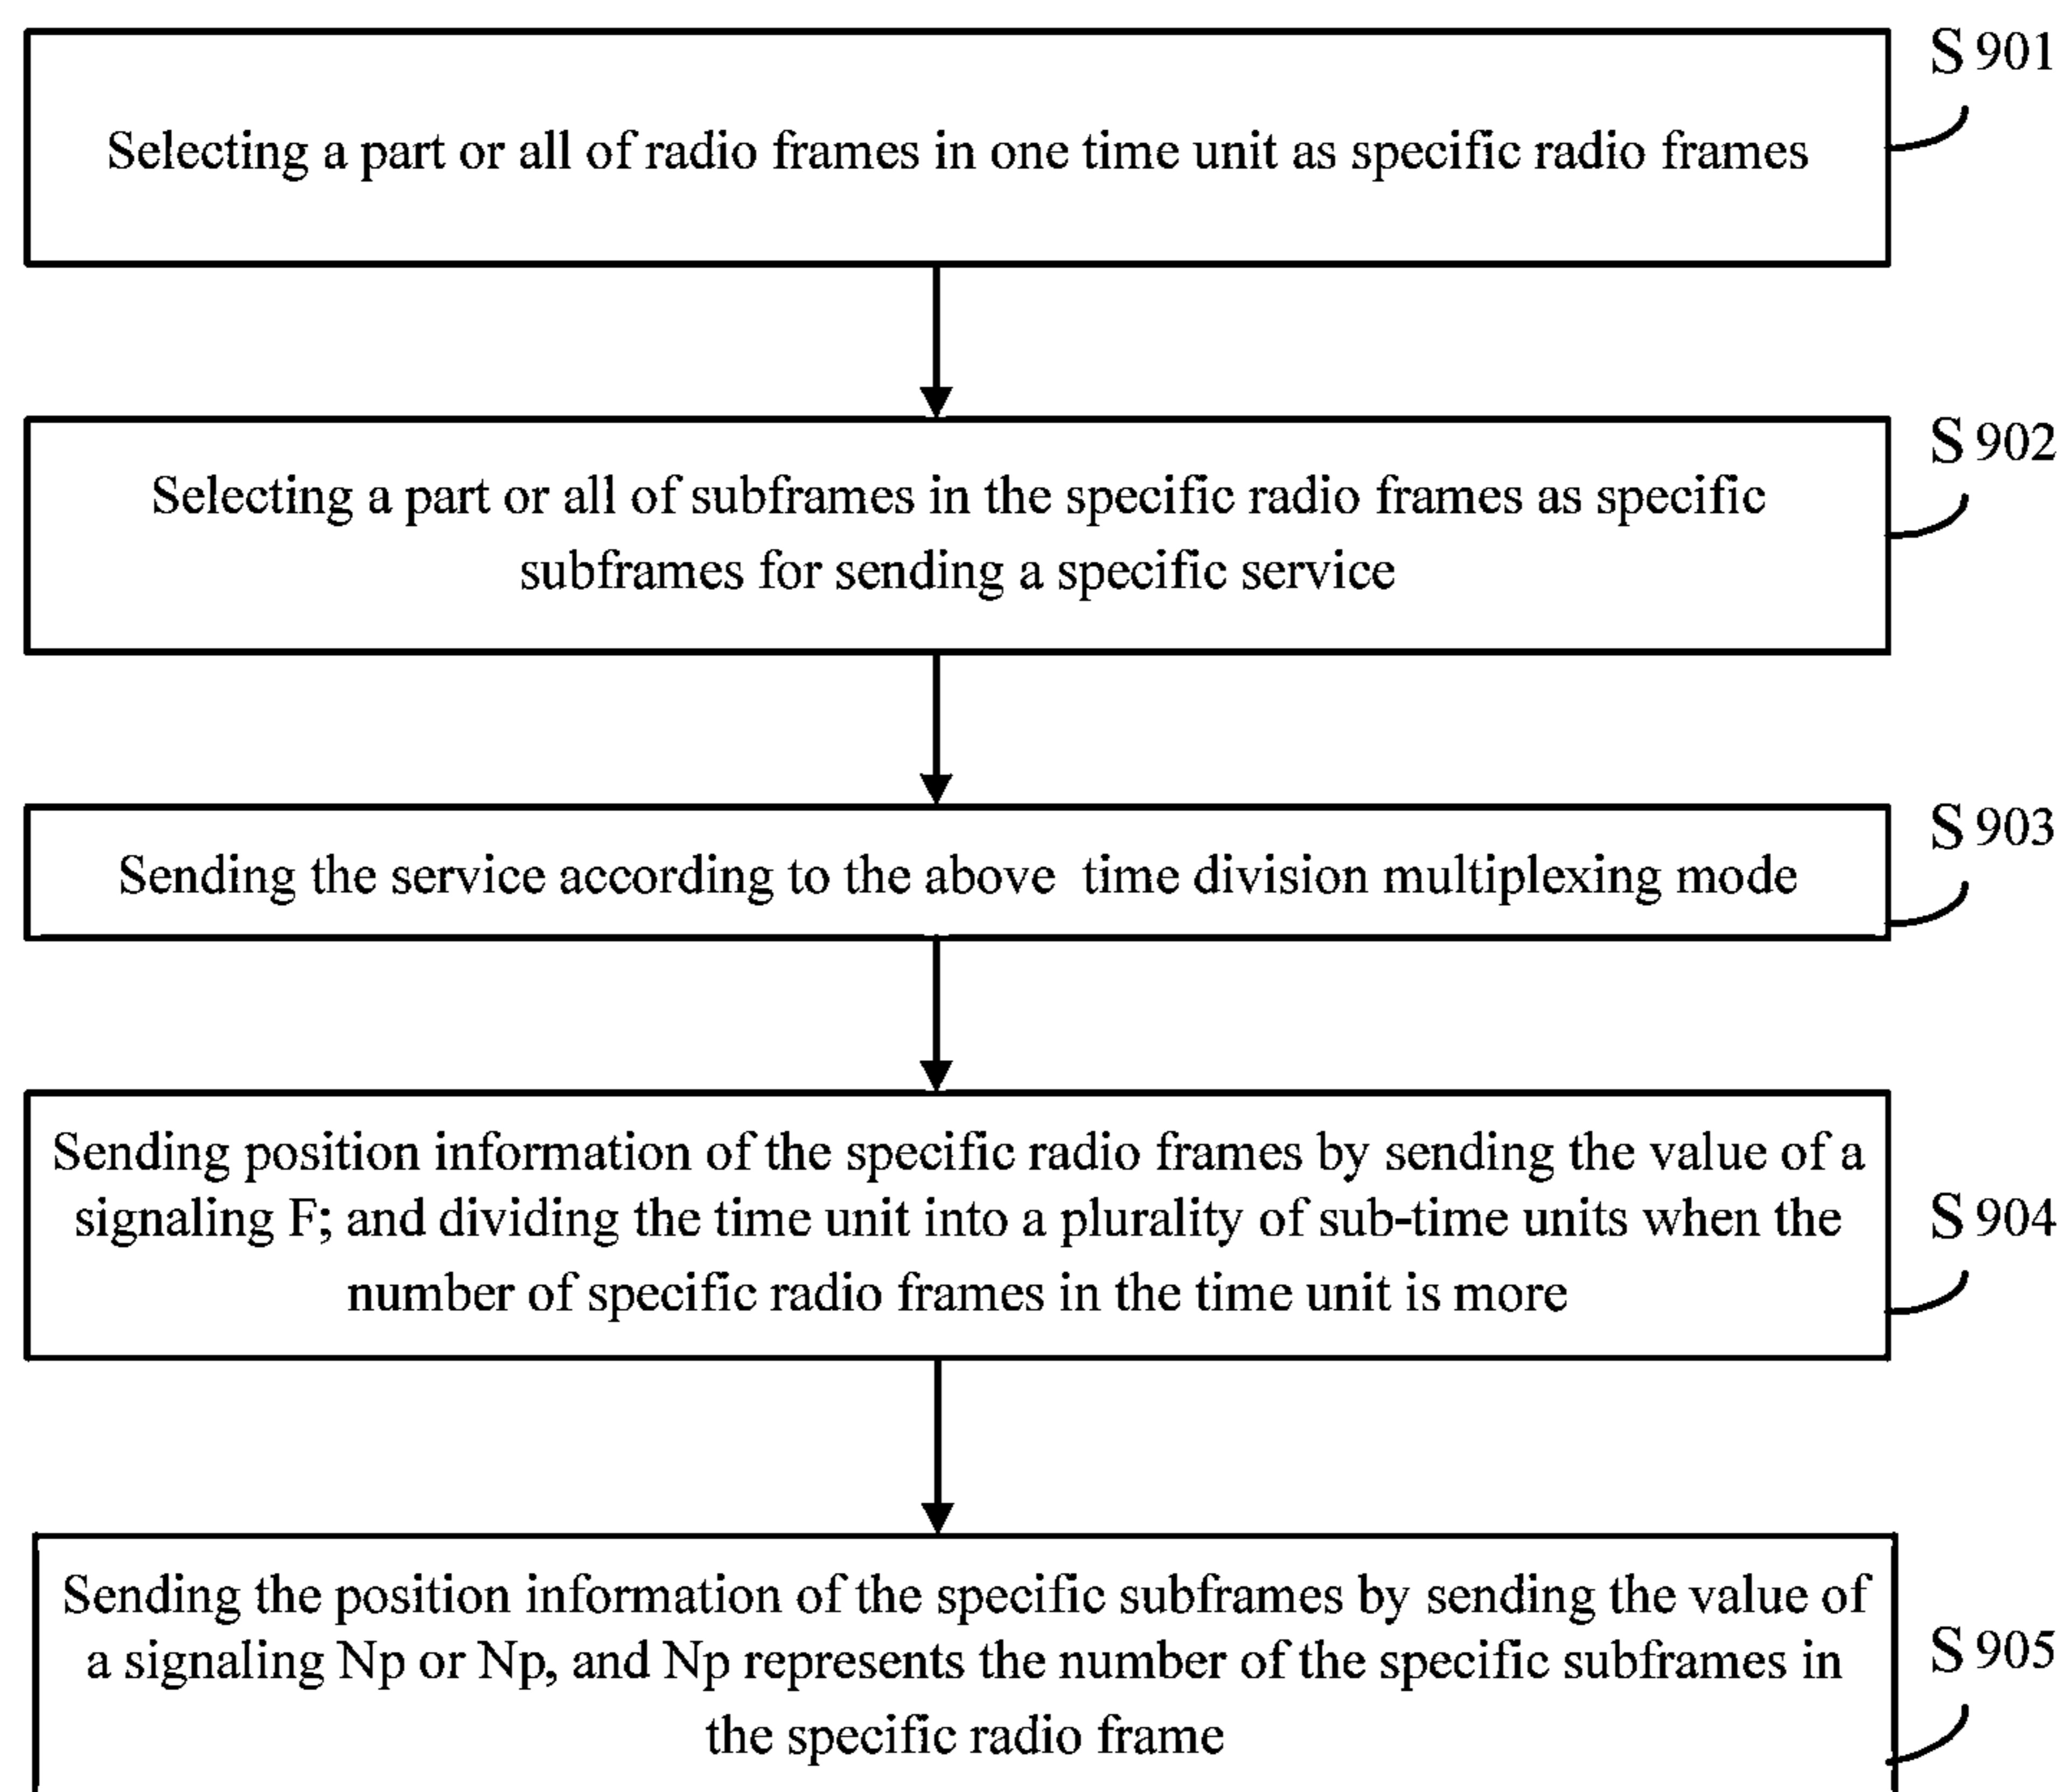 S901
Selecting a part or all of radio frames in one time unit as specific radio frames
S902
Selecting a part or all of subframes in the specific radio frames as specific
subframes for sending a specific service
S903
Sending the service according to the above time division multiplexing mode
Sending position information of the specific radio frames by sending the value of a
signaling F; and dividing the time unit into a plurality of sub-time units when the
number of specific radio frames in the time unit is more
S904
Sending the position information of the specific subframes by sending the value of
a signaling Np or Np, and Np represents the number of the specific subframes in
the specific radio frame
S905